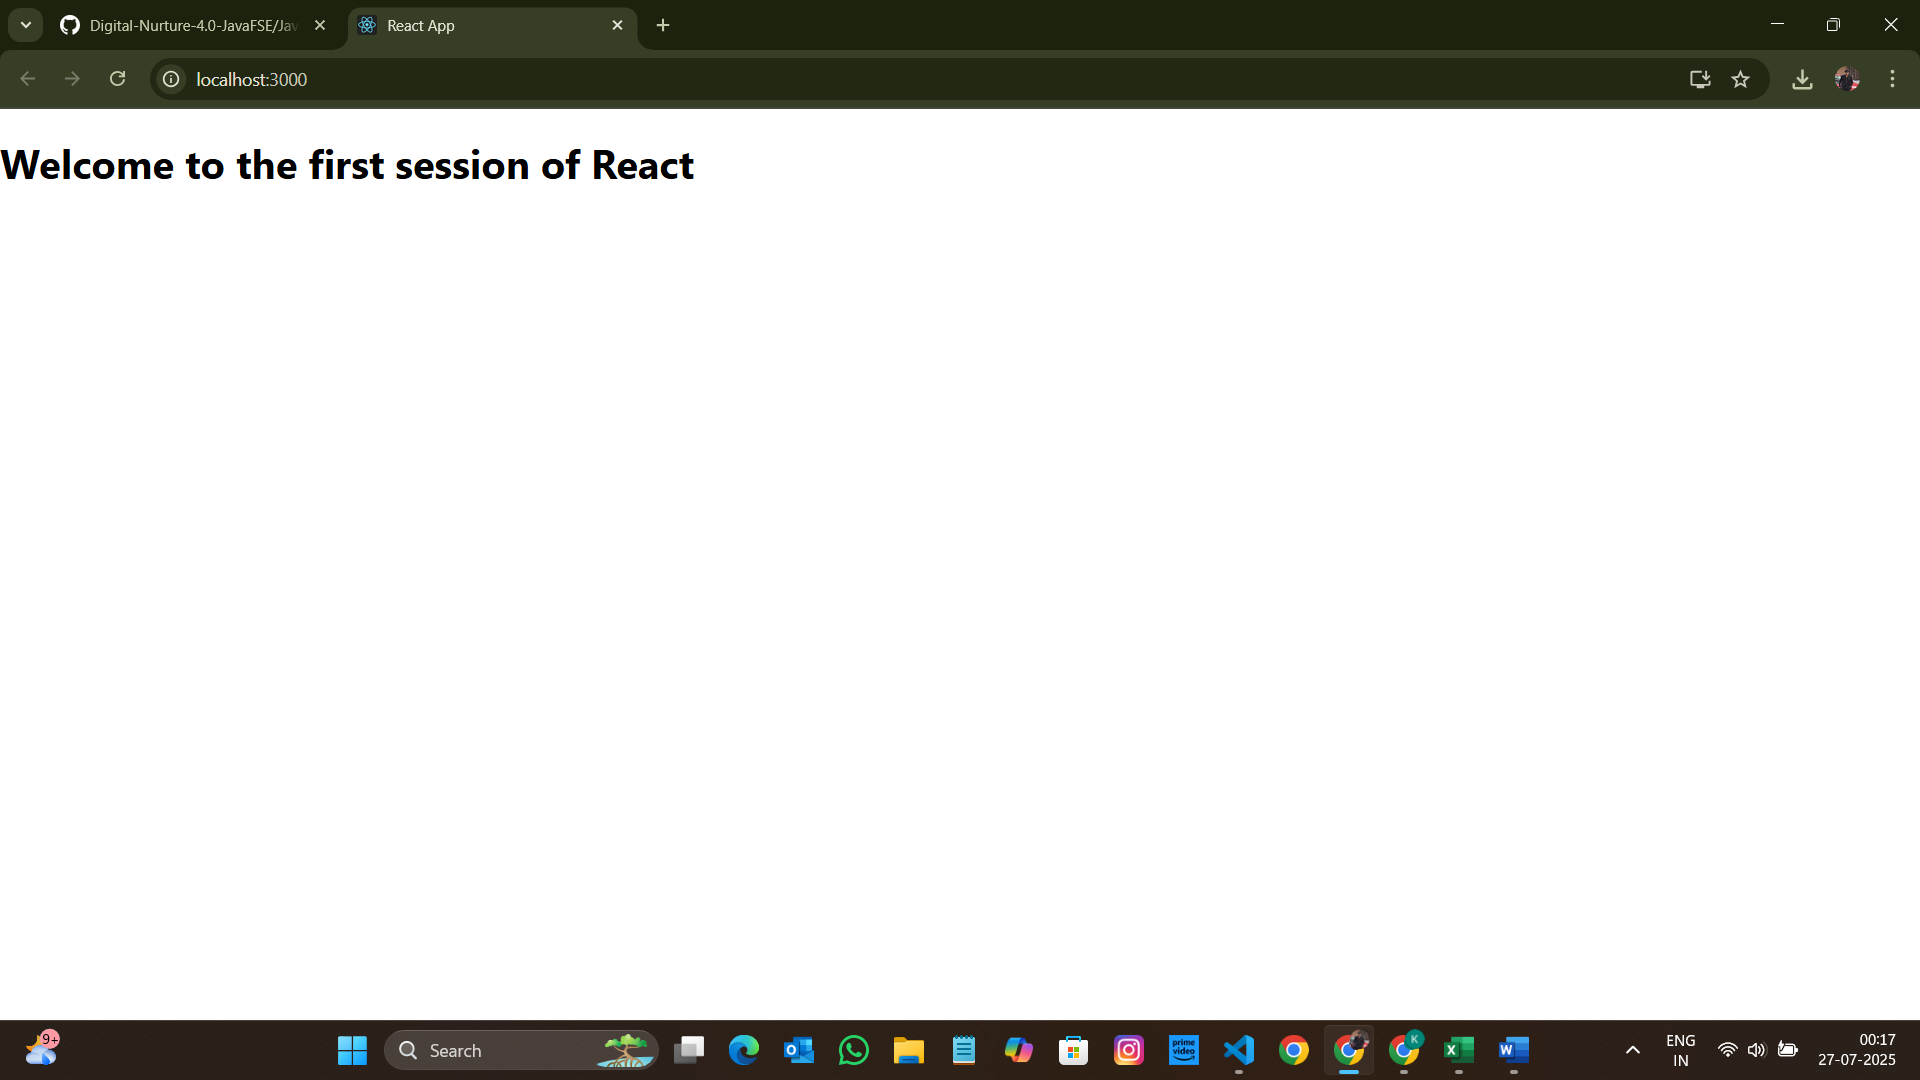 Digital-Nurture-4.0-JavaFSE/Jav
React App
localhost:3000
Welcome to the first session of React
9+
Search
prime video
K
ENG
IN
00:17
27-07-2025